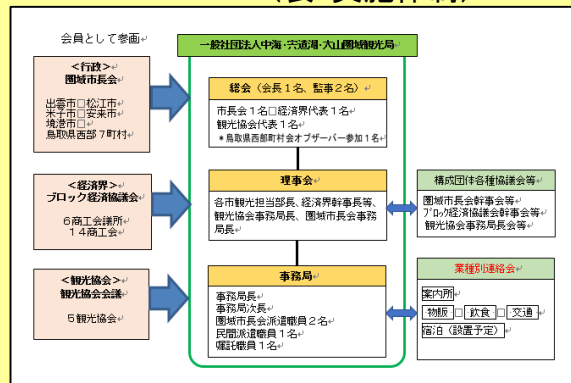 会員として参画
一般社団法人中海・宍道湖・大山圏域観光局
＜行政＞
圏域市長会
出雲市□松江市
米子市□安来市
境港市□
鳥取県西部７町村
総会（会長１名、監事２名）
市長会１名□経済界代表１名
観光協会代表１名
＊鳥取県西部町村会オブザーバー参加１名
＜経済界＞
ブロック経済協議会
６商工会議所
１４商工会
理事会
各市観光担当部長、経済界幹事長等、
観光協会事務局長、圏域市長会事務
局長
構成団体各種協議会等
圏域市長会幹事会等
ﾌﾞﾛｯｸ経済協議会幹事会等
観光協会事務局長会等
＜観光協会＞
観光協会会議
５観光協会
事務局
事務局長
事務局次長
圏域市長会派遣職員２名
民間派遣職員１名
嘱託職員１名
業種別連絡会
案内所
物販□飲食□交通
宿泊（設置予定）